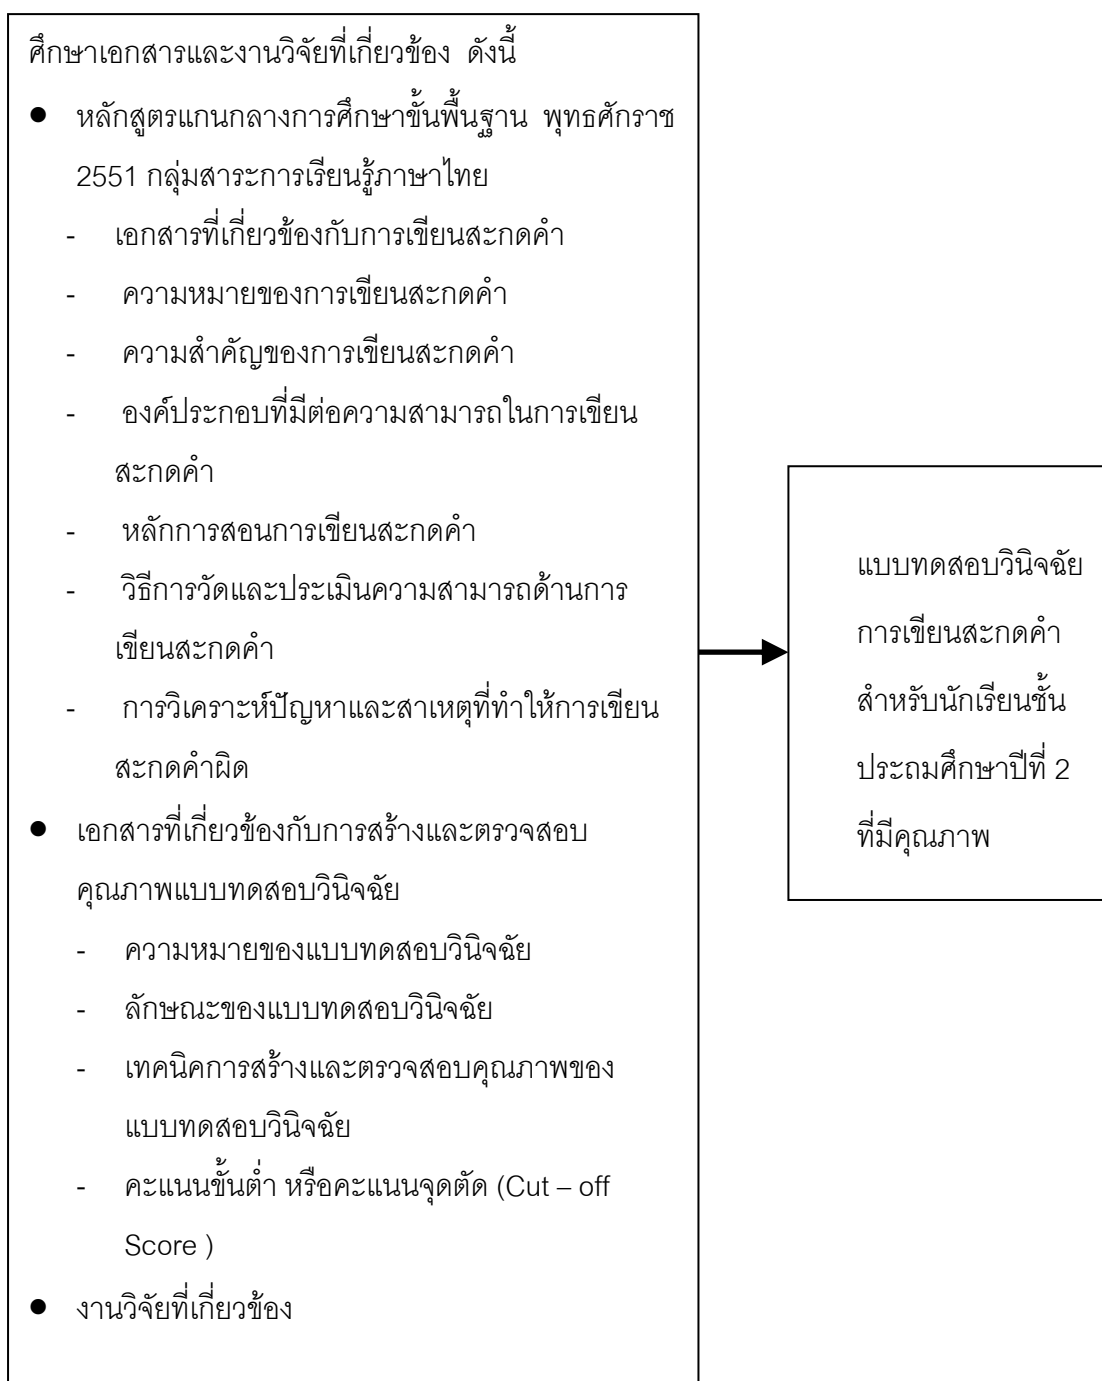 ศึกษาเอกสารและงานวิจัยที่เกี่ยวข้อง ดังนี้
● หลักสูตรแกนกลางการศึกษาขั้นพื้นฐาน พุทธศักราช
2551 กลุ่มสาระการเรียนรู้ภาษาไทย
- เอกสารที่เกี่ยวข้องกับการเขียนสะกดคำ
- ความหมายของการเขียนสะกดคำ
- ความสำคัญของการเขียนสะกดคำ
- องค์ประกอบที่มีต่อความสามารถในการเขียน
สะกดคำ
- หลักการสอนการเขียนสะกดคำ
- วิธีการวัดและประเมินความสามารถด้านการ
เขียนสะกดคำ
- การวิเคราะห์ปัญหาและสาเหตุที่ทำให้การเขียน
สะกดคำผิด
● เอกสารที่เกี่ยวข้องกับการสร้างและตรวจสอบ
คุณภาพแบบทดสอบวินิจฉัย
- ความหมายของแบบทดสอบวินิจฉัย
- ลักษณะของแบบทดสอบวินิจฉัย
- เทคนิคการสร้างและตรวจสอบคุณภาพของ
แบบทดสอบวินิจฉัย
- คะแนนขั้นต่ำ หรือคะแนนจุดตัด (Cut – off
Score )
● งานวิจัยที่เกี่ยวข้อง
แบบทดสอบวินิจฉัย
การเขียนสะกดคำ
สำหรับนักเรียนชั้น
ประถมศึกษาปีที่ 2
ที่มีคุณภาพ